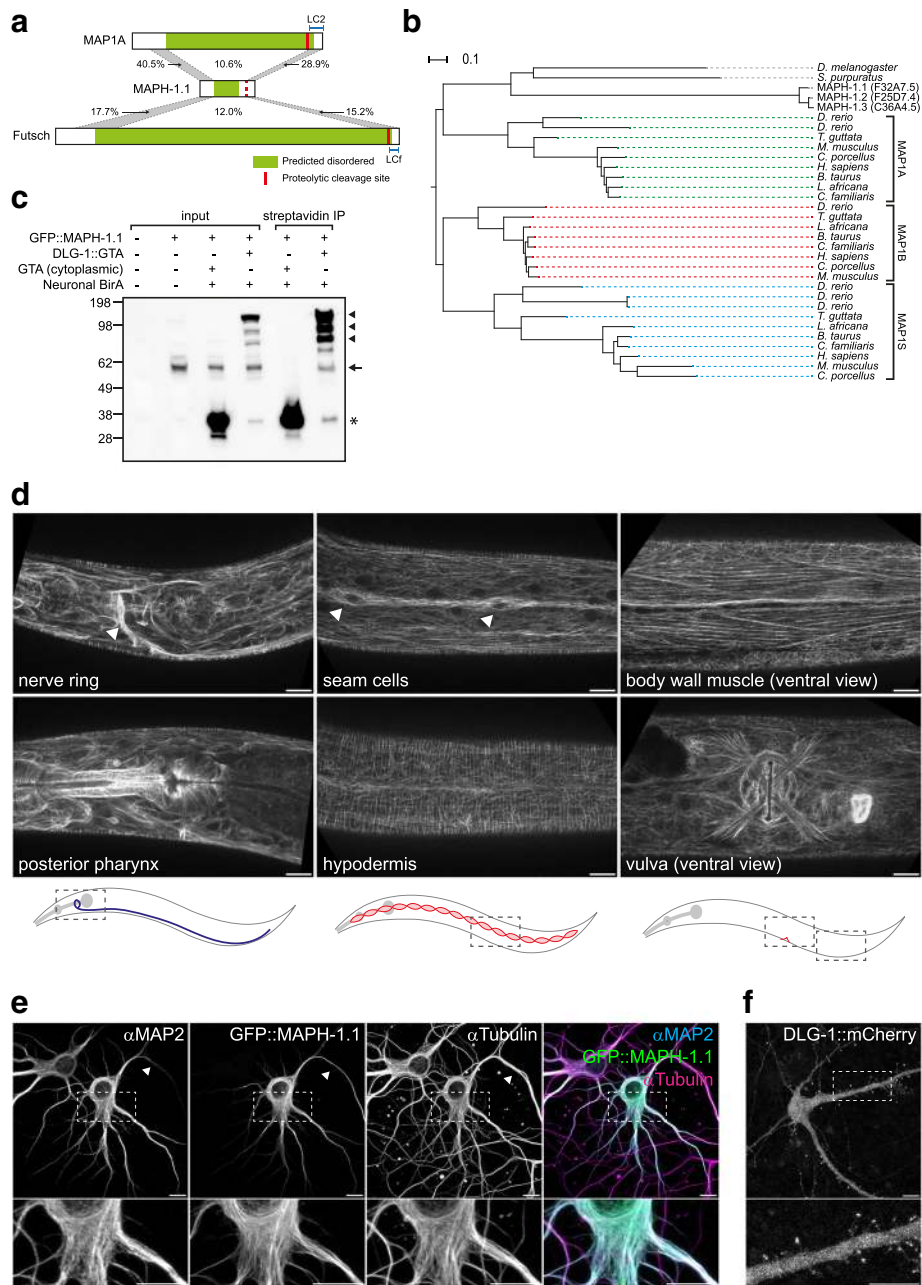 a
LC2
MAP1A
40.5% 10.6% 28.9%
MAPH-1.1
17.7% 12.0% 15.2%
Futsch
LCf
Predicted disordered
Proteolytic cleavage site
b
0.1
D. melanogaster
S. purpuratus
MAPH-1.1 (F32A7.5)
MAPH-1.2 (F25D7.4)
MAPH-1.3 (C36A4.5)
D. rerio
D. rerio
T. guttata
M. musculus
C. porcellus
H. sapiens
B. taurus
L. africana
C. familiaris
MAP1A
D. rerio
T. guttata
L. africana
B. taurus
C. familiaris
H. sapiens
C. porcellus
M. musculus
MAP1B
D. rerio
D. rerio
D. rerio
T. guttata
L. africana
B. taurus
C. familiaris
H. sapiens
M. musculus
C. porcellus
MAP1S
c
input streptavidin IP
GFP::MAPH-1.1 - + + + + +
DLG-1::GTA - - - + - +
GTA (cytoplasmic) - - + - + -
Neuronal BirA - - + + + +
198
98
62
49
38
28
*
d
nerve ring
seam cells
body wall muscle (ventral view)
posterior pharynx
hypodermis
vulva (ventral view)
e
αMAP2
GFP::MAPH-1.1
αTubulin
αMAP2
GFP::MAPH-1.1
αTubulin
f
DLG-1::mCherry